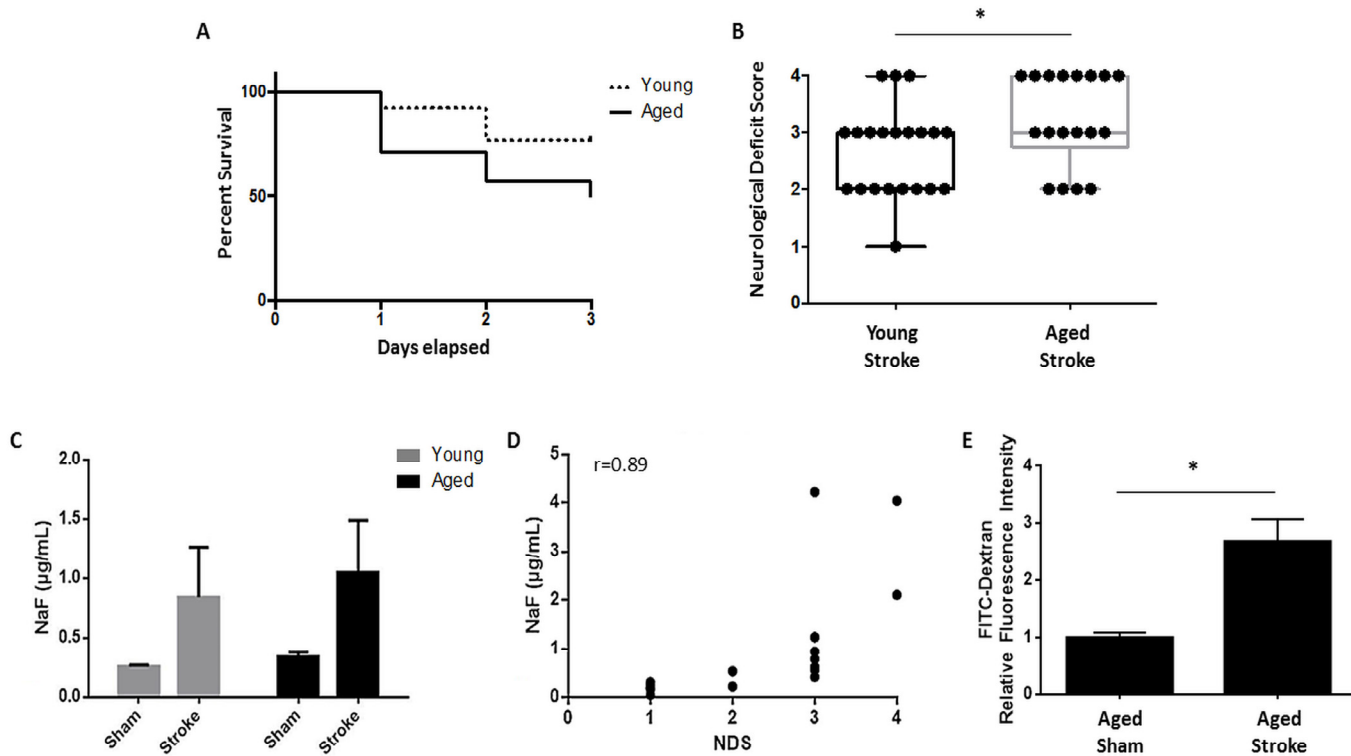 A
Percent Survival
100
50
0
0 1 2 3
Days elapsed
Young
Aged
B
*
Neurological Deficit Score
4
3
2
1
0
Young
Stroke
Aged
Stroke
C
Young
Aged
NaF (µg/mL)
2.0
1.5
1.0
0.5
0.0
Sham Stroke Sham Stroke
D
r=0.89
NaF (µg/mL)
5
4
3
2
1
0
0 1 2 3 4
NDS
E
*
FITC-Dextran
Relative Fluorescence Intensity
4
3
2
1
0
Aged
Sham
Aged
Stroke